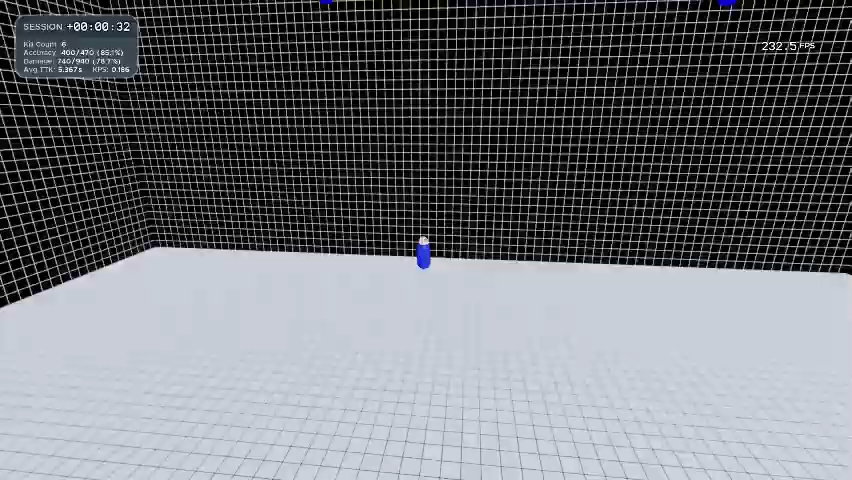 SESSION +00:00:32
Kill Count 6
Accuracy 400/470 (85.1%)
Damage 740/940 (78.7%)
Avg TTK: 5.367s KPS: 0.186
232.5 FPS